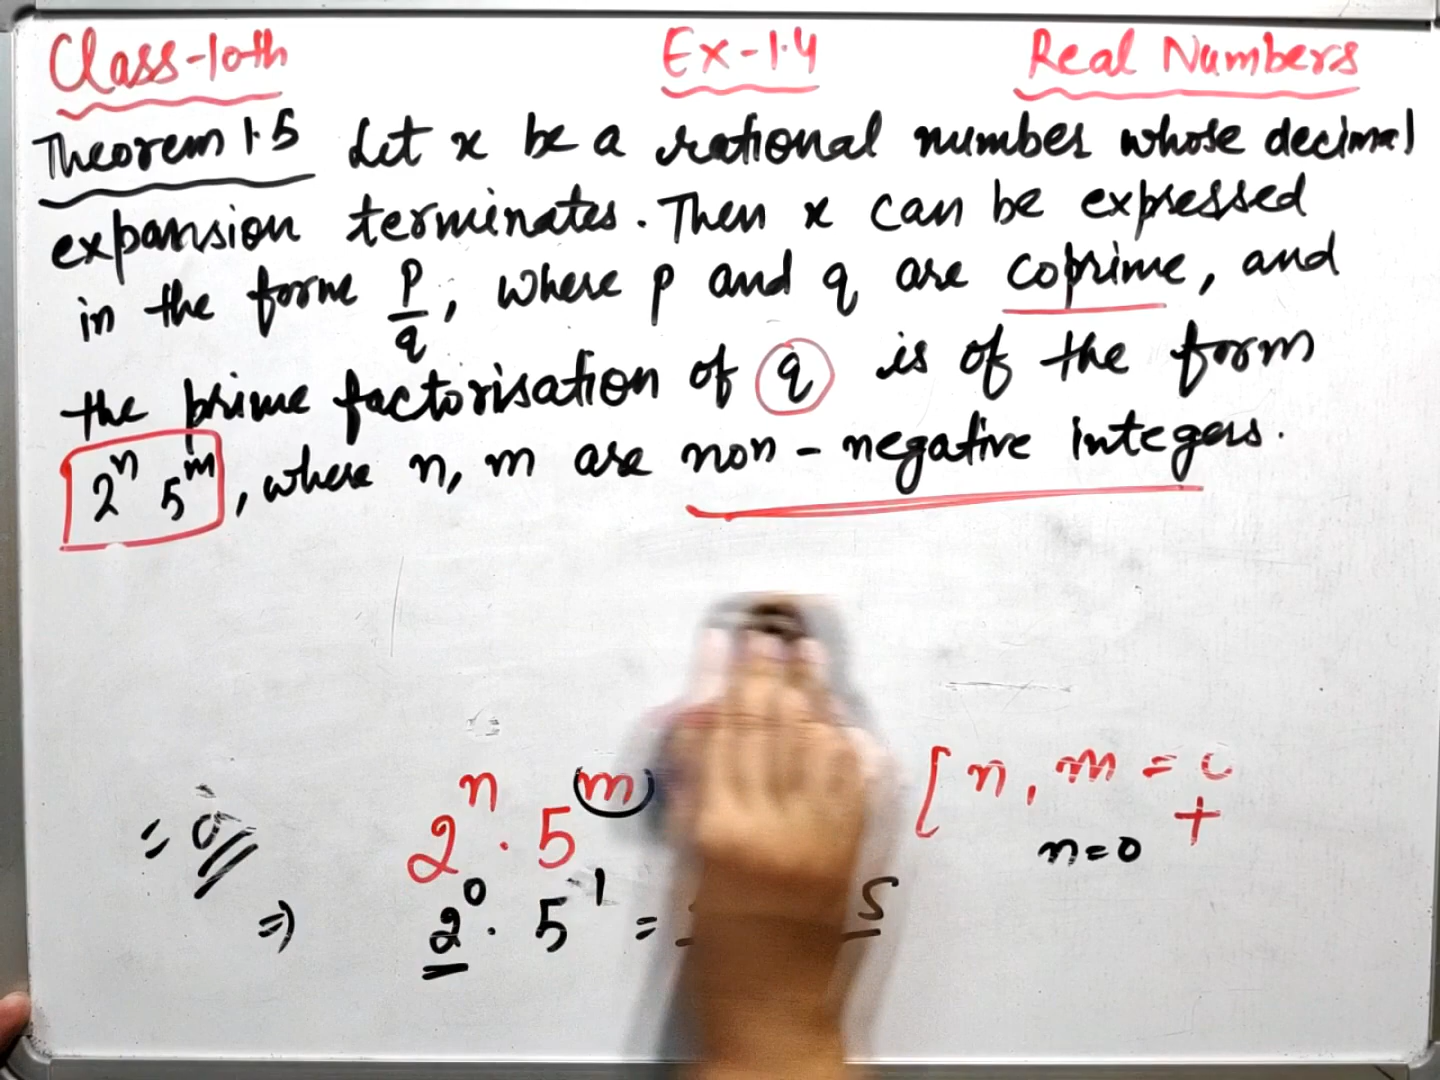 Class-10th Ex-1.4 Real Numbers
Theorem 1.5 Let x be a rational number whose decimal
expansion terminates. Then x can be expressed
in the form p/q, where p and q are coprime, and
the prime factorisation of q is of the form
2^n 5^m, where n, m are non-negative integers.
2^n · 5^m [n, m =
+
n=0
=> 2^0 · 5^1 = 5